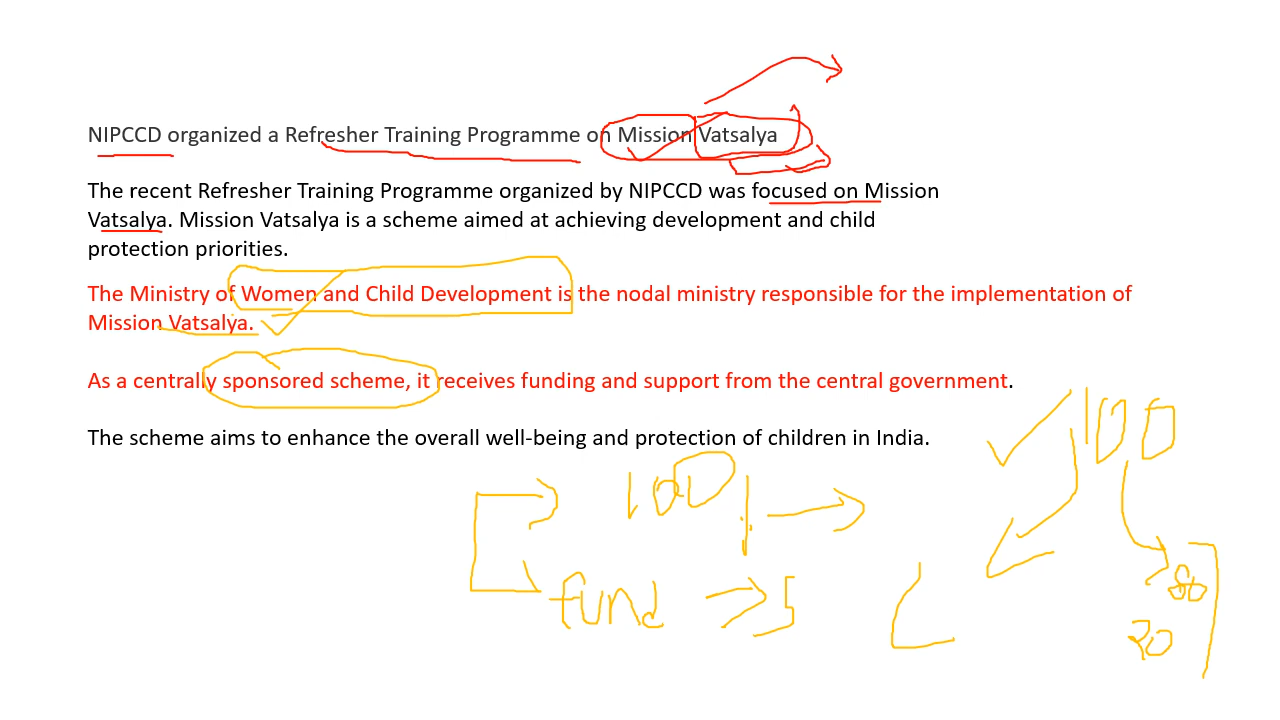 NIPCCD organized a Refresher Training Programme on Mission Vatsalya
The recent Refresher Training Programme organized by NIPCCD was focused on Mission
Vatsalya. Mission Vatsalya is a scheme aimed at achieving development and child
protection priorities.
The Ministry of Women and Child Development is the nodal ministry responsible for the implementation of
Mission Vatsalya.
As a centrally sponsored scheme, it receives funding and support from the central government.
100
The scheme aims to enhance the overall well-being and protection of children in India.
100%
fund
80
20